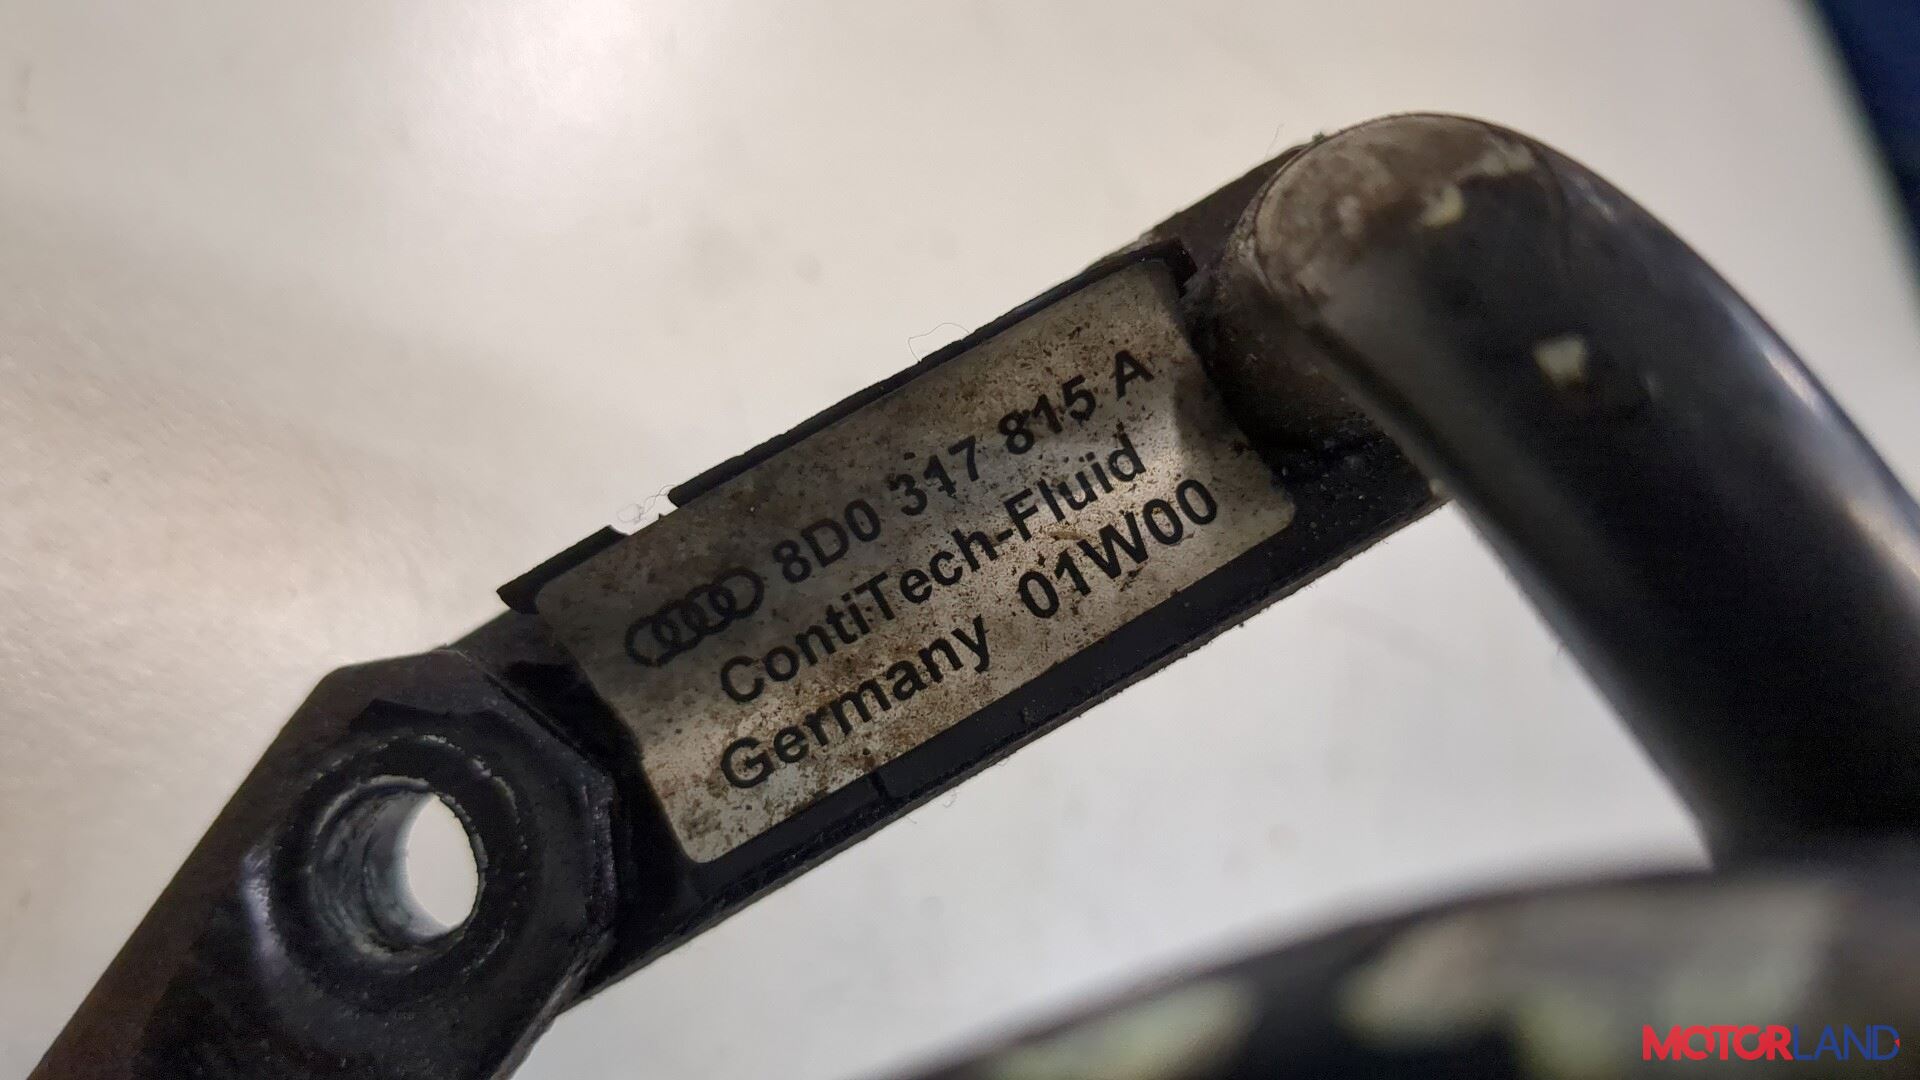 8D0 317 815 A
ContiTech-Fluid
Germany 01W00
MOTORLAND